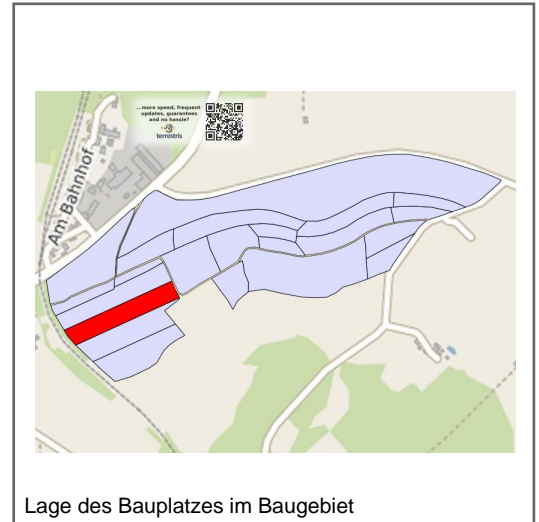 ...more speed, frequent
updates, guarantees
and no hassle?
terrestris
Am Bahnhof
Lage des Bauplatzes im Baugebiet